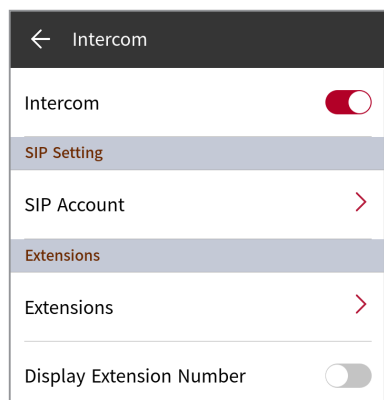 Intercom
Intercom
SIP Setting
SIP Account
Extensions
Extensions
Display Extension Number